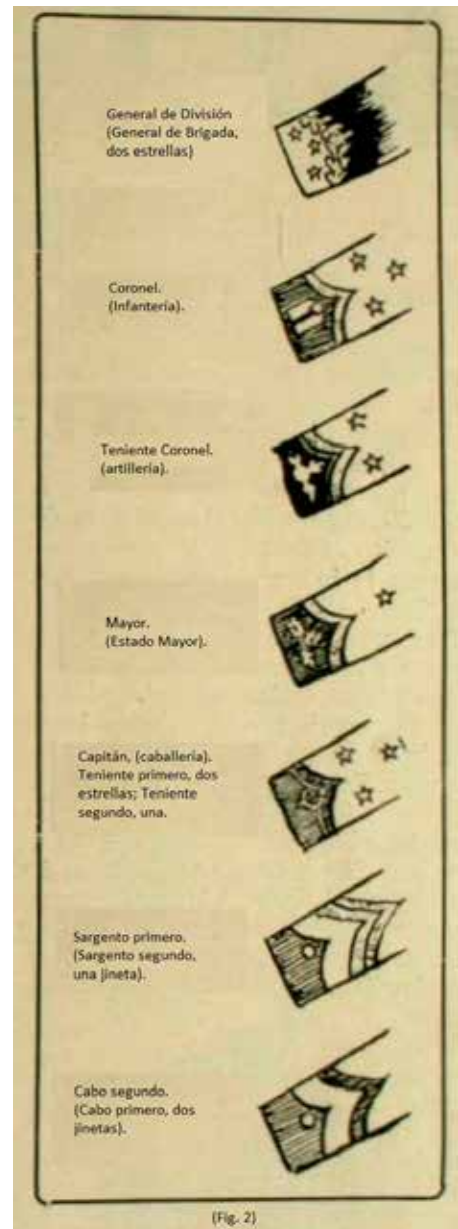 General de División
(General de Brigada,
dos estrellas)
Coronel.
(Infantería).
Teniente Coronel.
(artillería).
Mayor.
(Estado Mayor).
Capitán, (caballería).
Teniente primero, dos
estrellas; Teniente
segundo, una.
Sargento primero.
(Sargento segundo,
una jineta).
Cabo segundo.
(Cabo primero, dos
jinetas).
(Fig. 2)